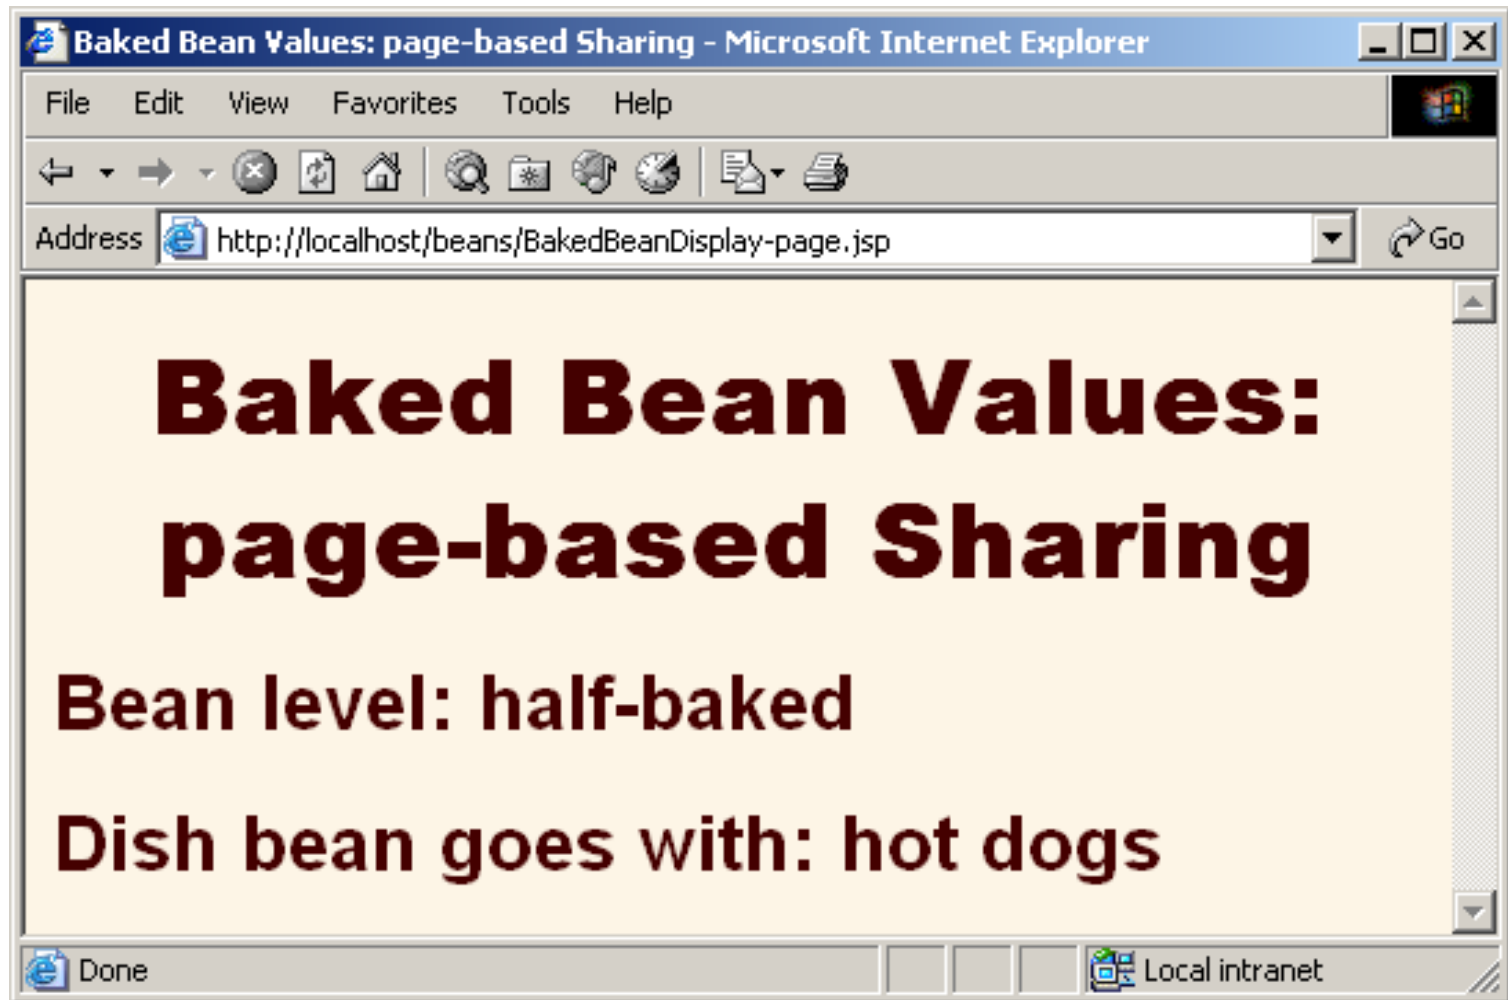 Baked Bean Values: page-based Sharing - Microsoft Internet Explorer
File Edit View Favorites Tools Help
Address http://localhost/beans/BakedBeanDisplay-page.jsp Go
Baked Bean Values:
page-based Sharing
Bean level: half-baked
Dish bean goes with: hot dogs
Done Local intranet